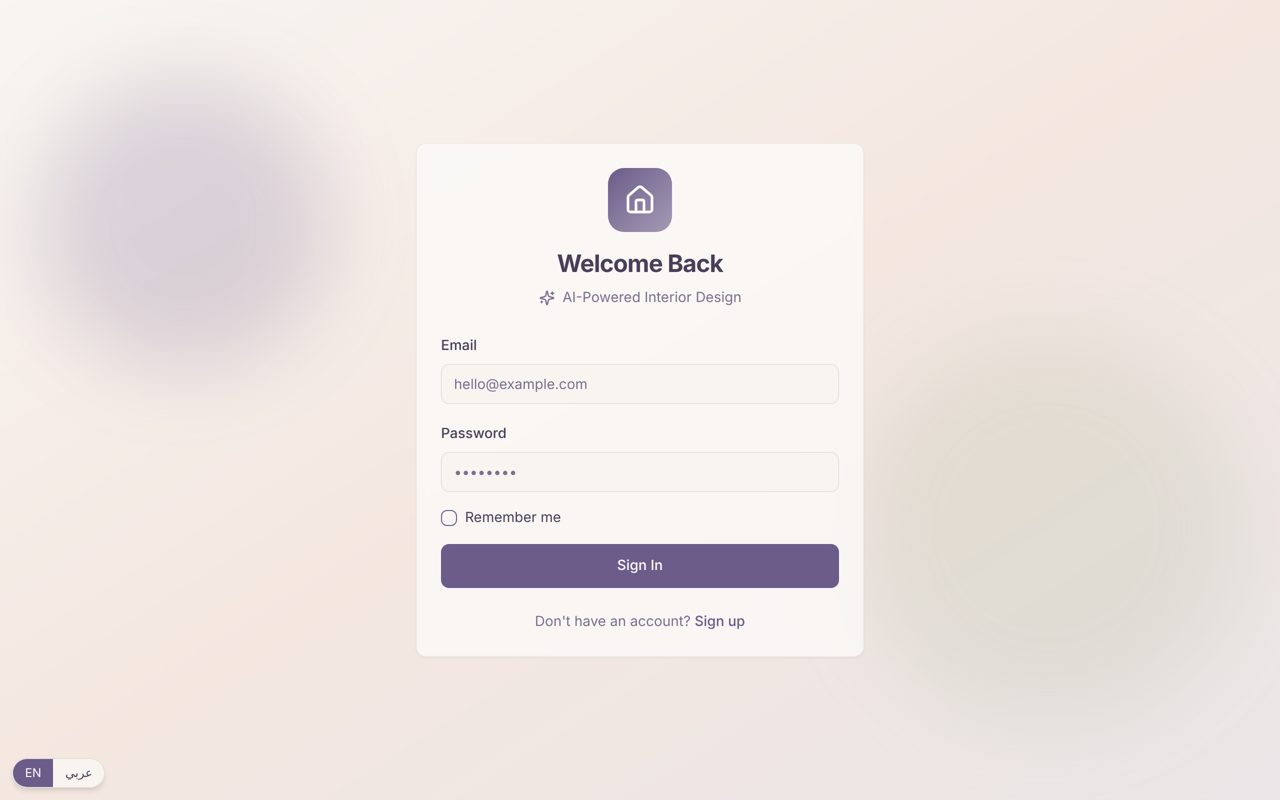 Welcome Back
AI-Powered Interior Design
Email
hello@example.com
Password
••••••••
Remember me
Sign In
Don't have an account? Sign up
EN عربي